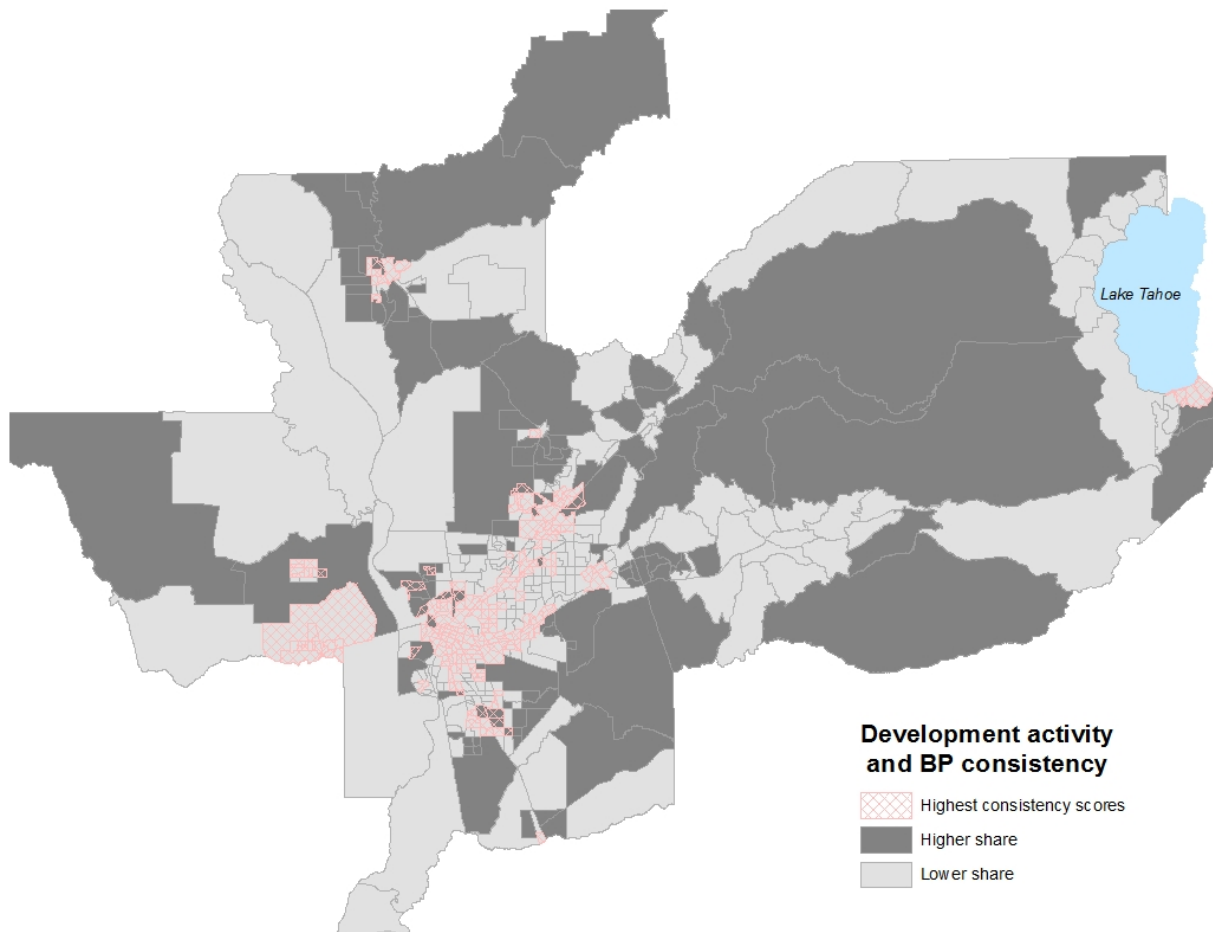 Lake Tahoe
Development activity
and BP consistency
Highest consistency scores
Higher share
Lower share